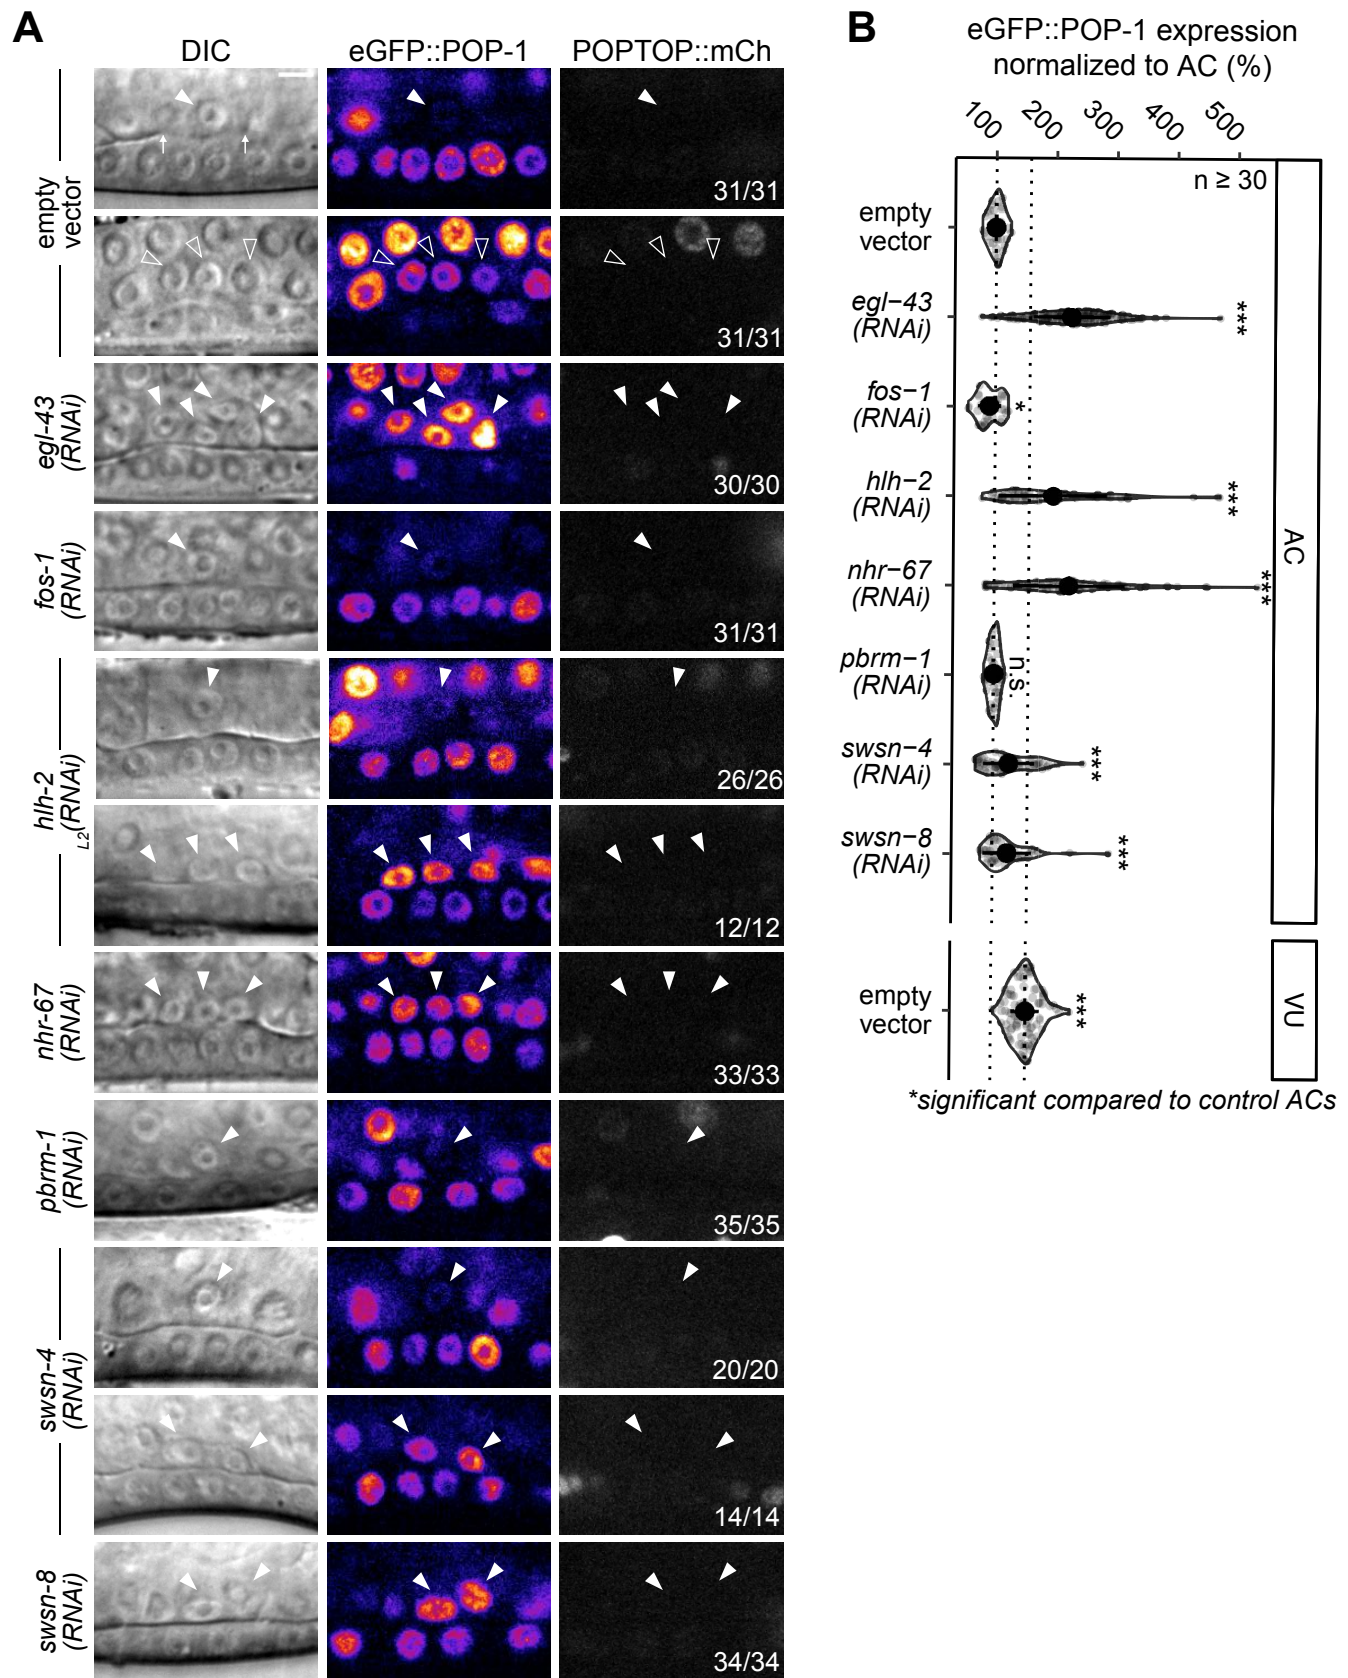 A
DIC
eGFP::POP-1
POPTOP::mCh
empty
vector
31/31
31/31
egl-43
(RNAi)
30/30
fos-1
(RNAi)
31/31
hlh-2
L2(RNAi)
26/26
12/12
nhr-67
(RNAi)
33/33
pbrm-1
(RNAi)
35/35
swsn-4
(RNAi)
20/20
14/14
swsn-8
(RNAi)
34/34
B
eGFP::POP-1 expression
normalized to AC (%)
100
200
300
400
500
n ≥ 30
empty
vector
egl−43
(RNAi)
***
fos−1
(RNAi)
*
hlh−2
(RNAi)
***
nhr−67
(RNAi)
***
pbrm−1
(RNAi)
n.s.
swsn−4
(RNAi)
***
swsn−8
(RNAi)
***
AC
empty
vector
***
VU
*significant compared to control ACs